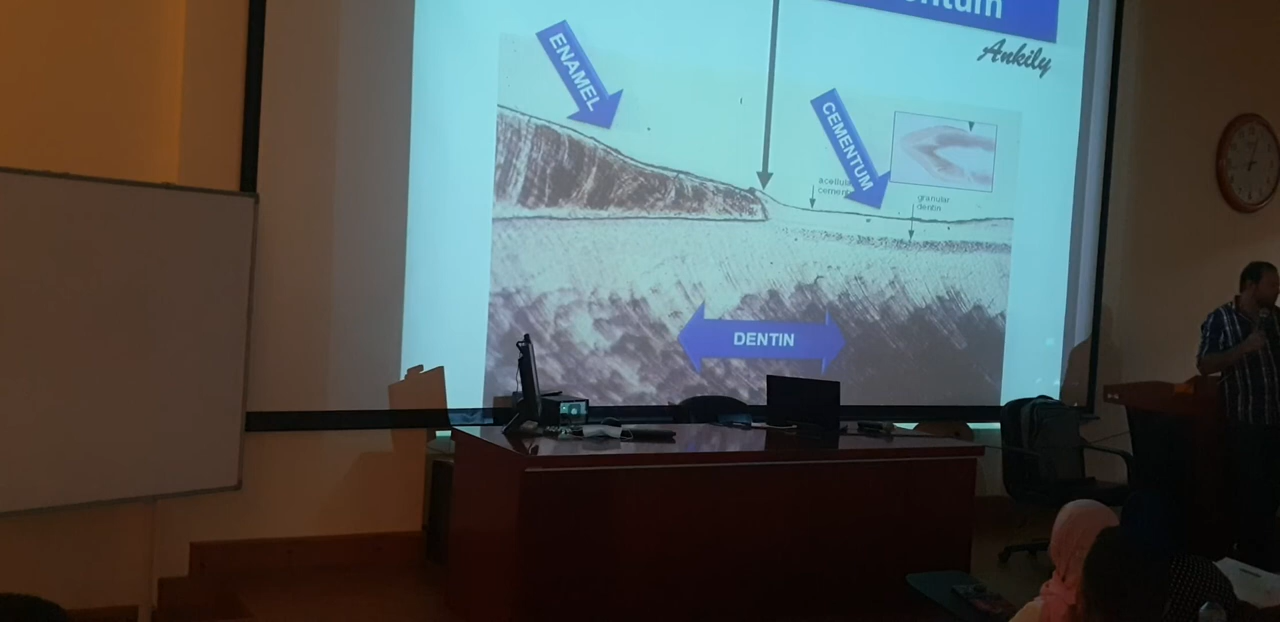 Ankily
ENAMEL
CEMENTUM
granular
dentin
DENTIN